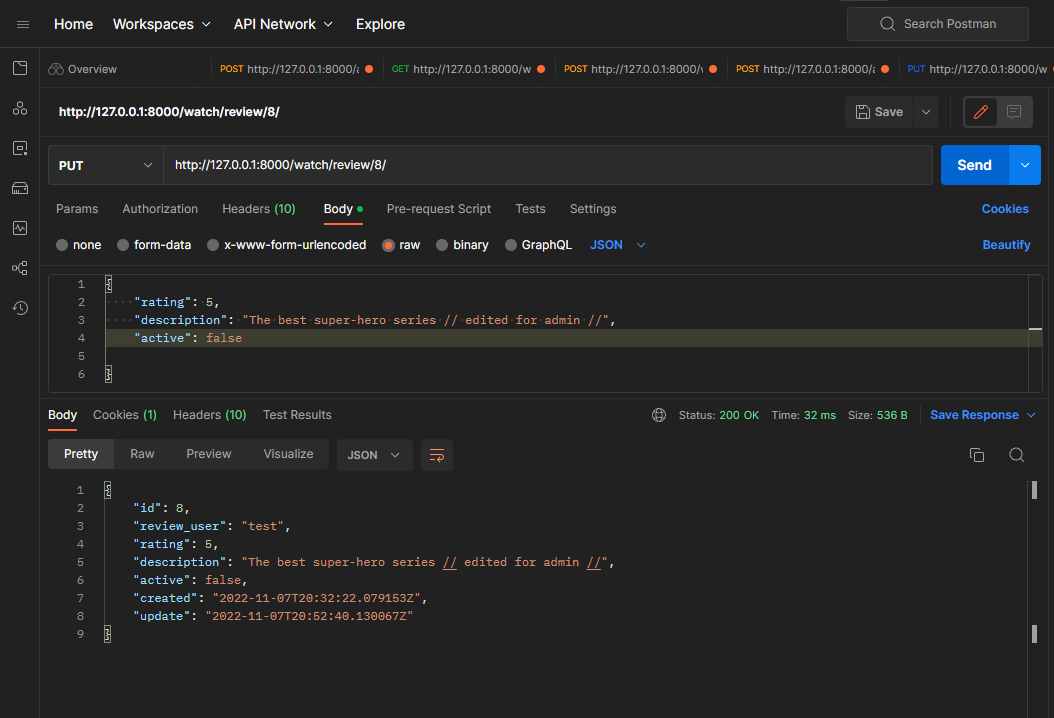 Home Workspaces API Network Explore Search Postman
Overview POST http://127.0.0.1:8000/ GET http://127.0.0.1:8000/w POST http://127.0.0.1:8000/ POST http://127.0.0.1:8000/ PUT http://127.0.0.1:8000/w
http://127.0.0.1:8000/watch/review/8/ Save
PUT http://127.0.0.1:8000/watch/review/8/ Send
Params Authorization Headers (10) Body Pre-request Script Tests Settings Cookies
none form-data x-www-form-urlencoded raw binary GraphQL JSON Beautify
1 {
2 "rating": 5,
3 "description": "The best super-hero series // edited for admin //",
4 "active": false
5
6 }
Body Cookies (1) Headers (10) Test Results Status: 200 OK Time: 32 ms Size: 536 B Save Response
Pretty Raw Preview Visualize JSON
1 {
2 "id": 8,
3 "review_user": "test",
4 "rating": 5,
5 "description": "The best super-hero series // edited for admin //",
6 "active": false,
7 "created": "2022-11-07T20:32:22.079153Z",
8 "update": "2022-11-07T20:52:40.130067Z"
9 }